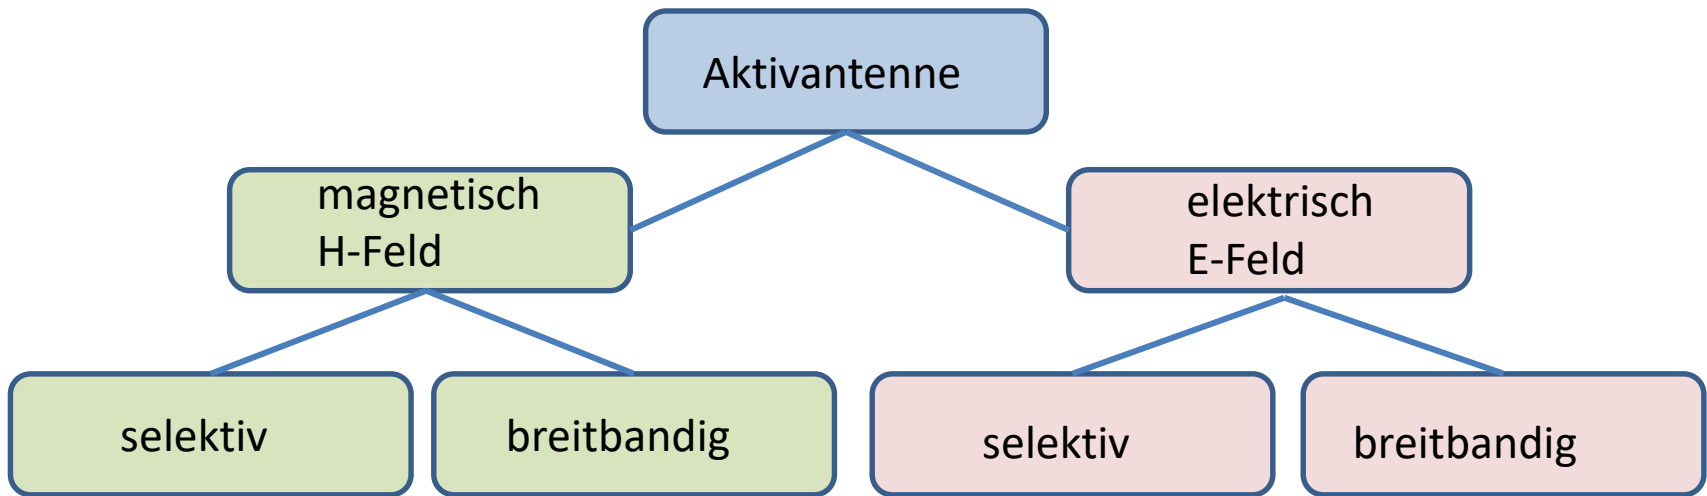 Aktivantenne
magnetisch
H-Feld
elektrisch
E-Feld
selektiv
breitbandig
selektiv
breitbandig